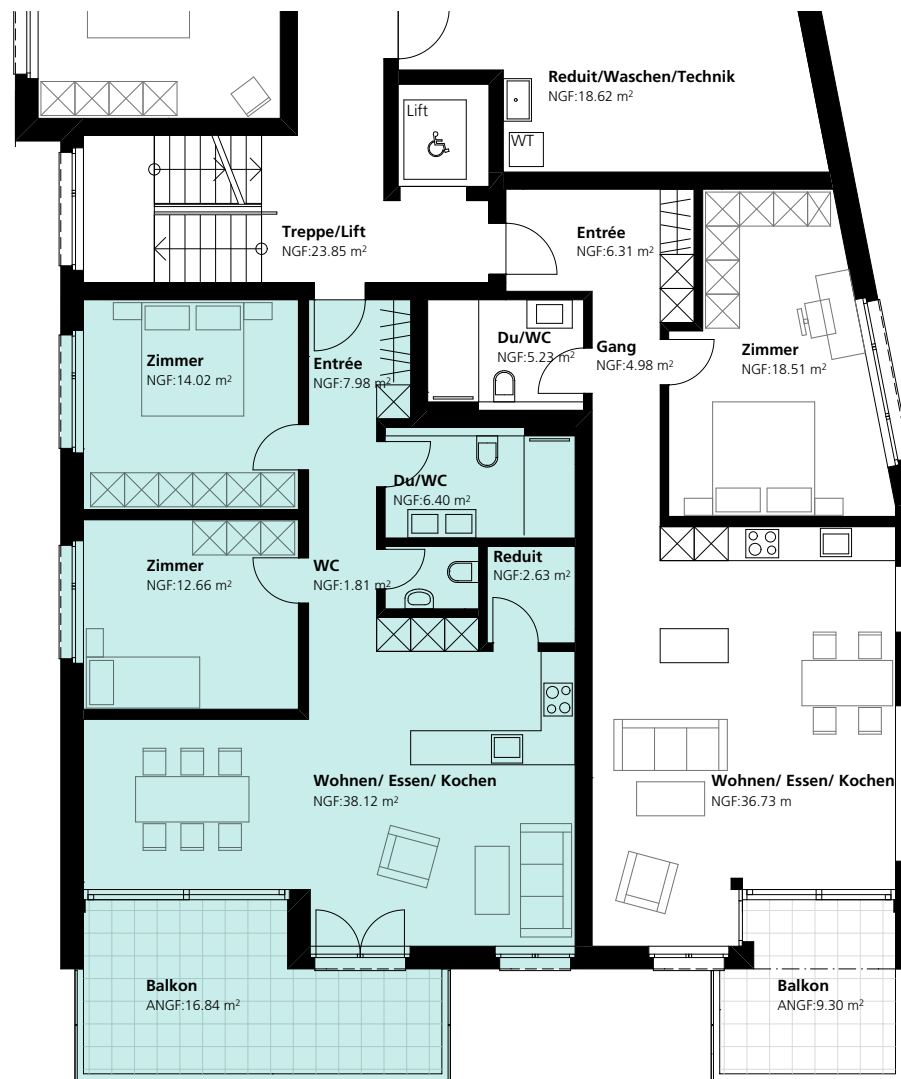 Reduit/Waschen/Technik
NGF:18.62 m²
Lift
WT
Treppe/Lift
NGF:23.85 m²
Entrée
NGF:6.31 m²
Zimmer
NGF:14.02 m²
Entrée
NGF:7.98 m²
Du/WC
NGF:5.23 m²
Gang
NGF:4.98 m²
Zimmer
NGF:18.51 m²
Du/WC
NGF:6.40 m²
Zimmer
NGF:12.66 m²
WC
NGF:1.81 m²
Reduit
NGF:2.63 m²
Wohnen/ Essen/ Kochen
NGF:38.12 m²
Wohnen/ Essen/ Kochen
NGF:36.73 m
Balkon
ANGF:16.84 m²
Balkon
ANGF:9.30 m²